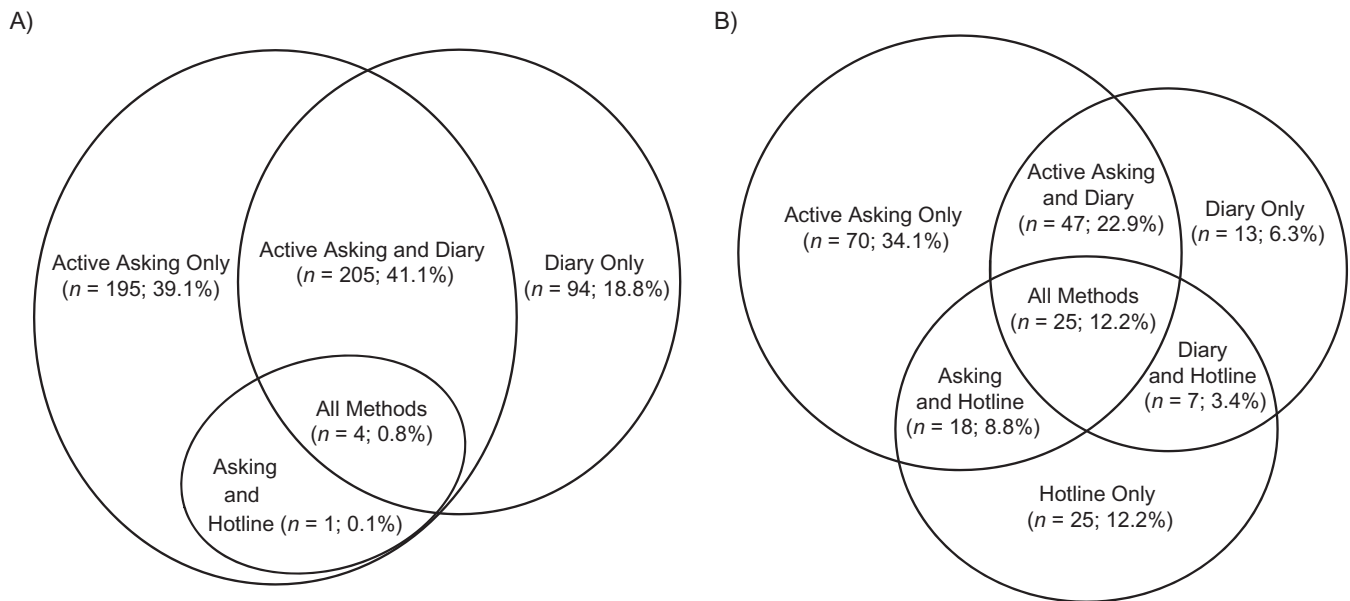 A)
Active Asking Only
(n = 195; 39.1%)
Active Asking and Diary
(n = 205; 41.1%)
Diary Only
(n = 94; 18.8%)
All Methods
(n = 4; 0.8%)
Asking
and
Hotline (n = 1; 0.1%)
B)
Active Asking Only
(n = 70; 34.1%)
Active Asking
and Diary
(n = 47; 22.9%)
Diary Only
(n = 13; 6.3%)
All Methods
(n = 25; 12.2%)
Asking
and Hotline
(n = 18; 8.8%)
Diary
and Hotline
(n = 7; 3.4%)
Hotline Only
(n = 25; 12.2%)